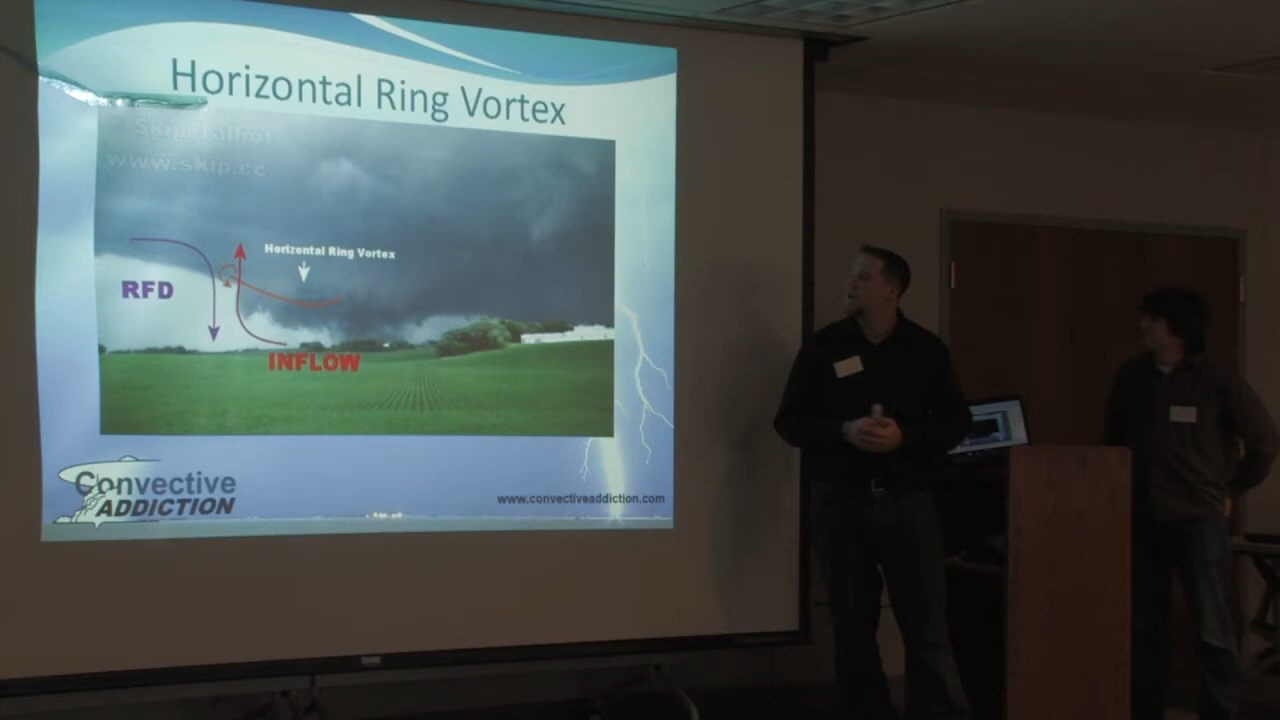 Horizontal Ring Vortex
Skip Talbot
www.skip.cc
Horizontal Ring Vortex
RFD
INFLOW
Convective
ADDICTION
www.convectiveaddiction.com